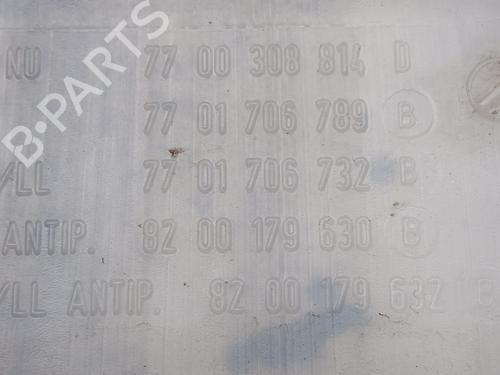 NU 77 00 308 814 D
77 01 706 789 B
/LL 77 01 706 732 B
ANTIP. 82 00 179 630 B
/LL ANTIP. 82 00 179 632 B
B-PARTS